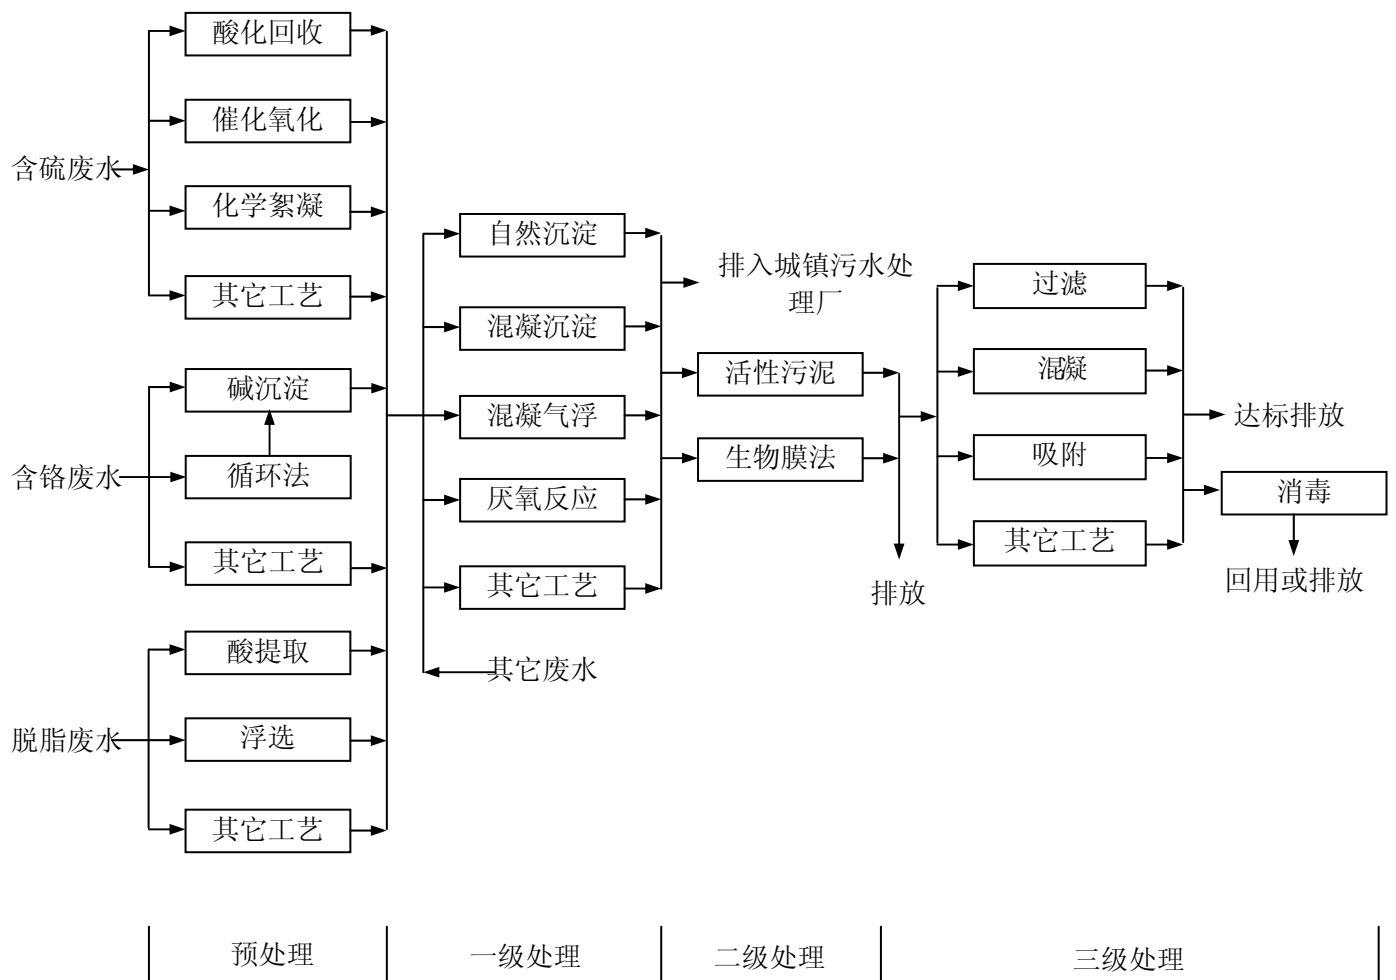 含硫废水
酸化回收
催化氧化
化学絮凝
其它工艺
含铬废水
碱沉淀
循环法
其它工艺
脱脂废水
酸提取
浮选
其它工艺
自然沉淀
混凝沉淀
混凝气浮
厌氧反应
其它工艺
其它废水
排入城镇污水处
理厂
活性污泥
生物膜法
排放
过滤
混凝
吸附
其它工艺
达标排放
消毒
回用或排放
预处理
一级处理
二级处理
三级处理